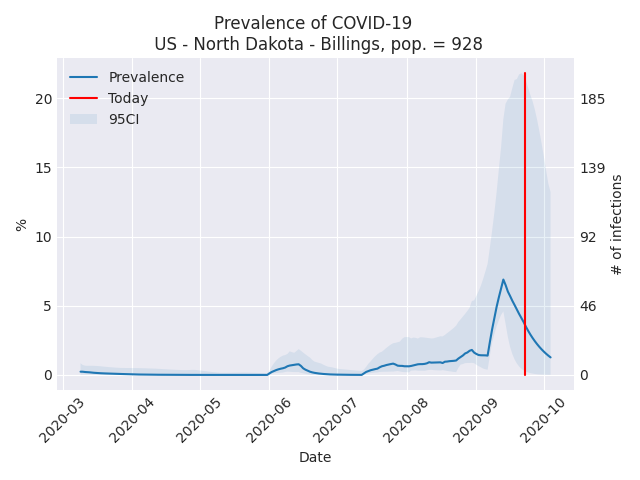 Prevalence of COVID-19
US - North Dakota - Billings, pop. = 928
Prevalence
Today
95CI
%
20
15
10
5
0
# of infections
185
139
92
46
0
2020-03
2020-04
2020-05
2020-06
2020-07
2020-08
2020-09
2020-10
Date